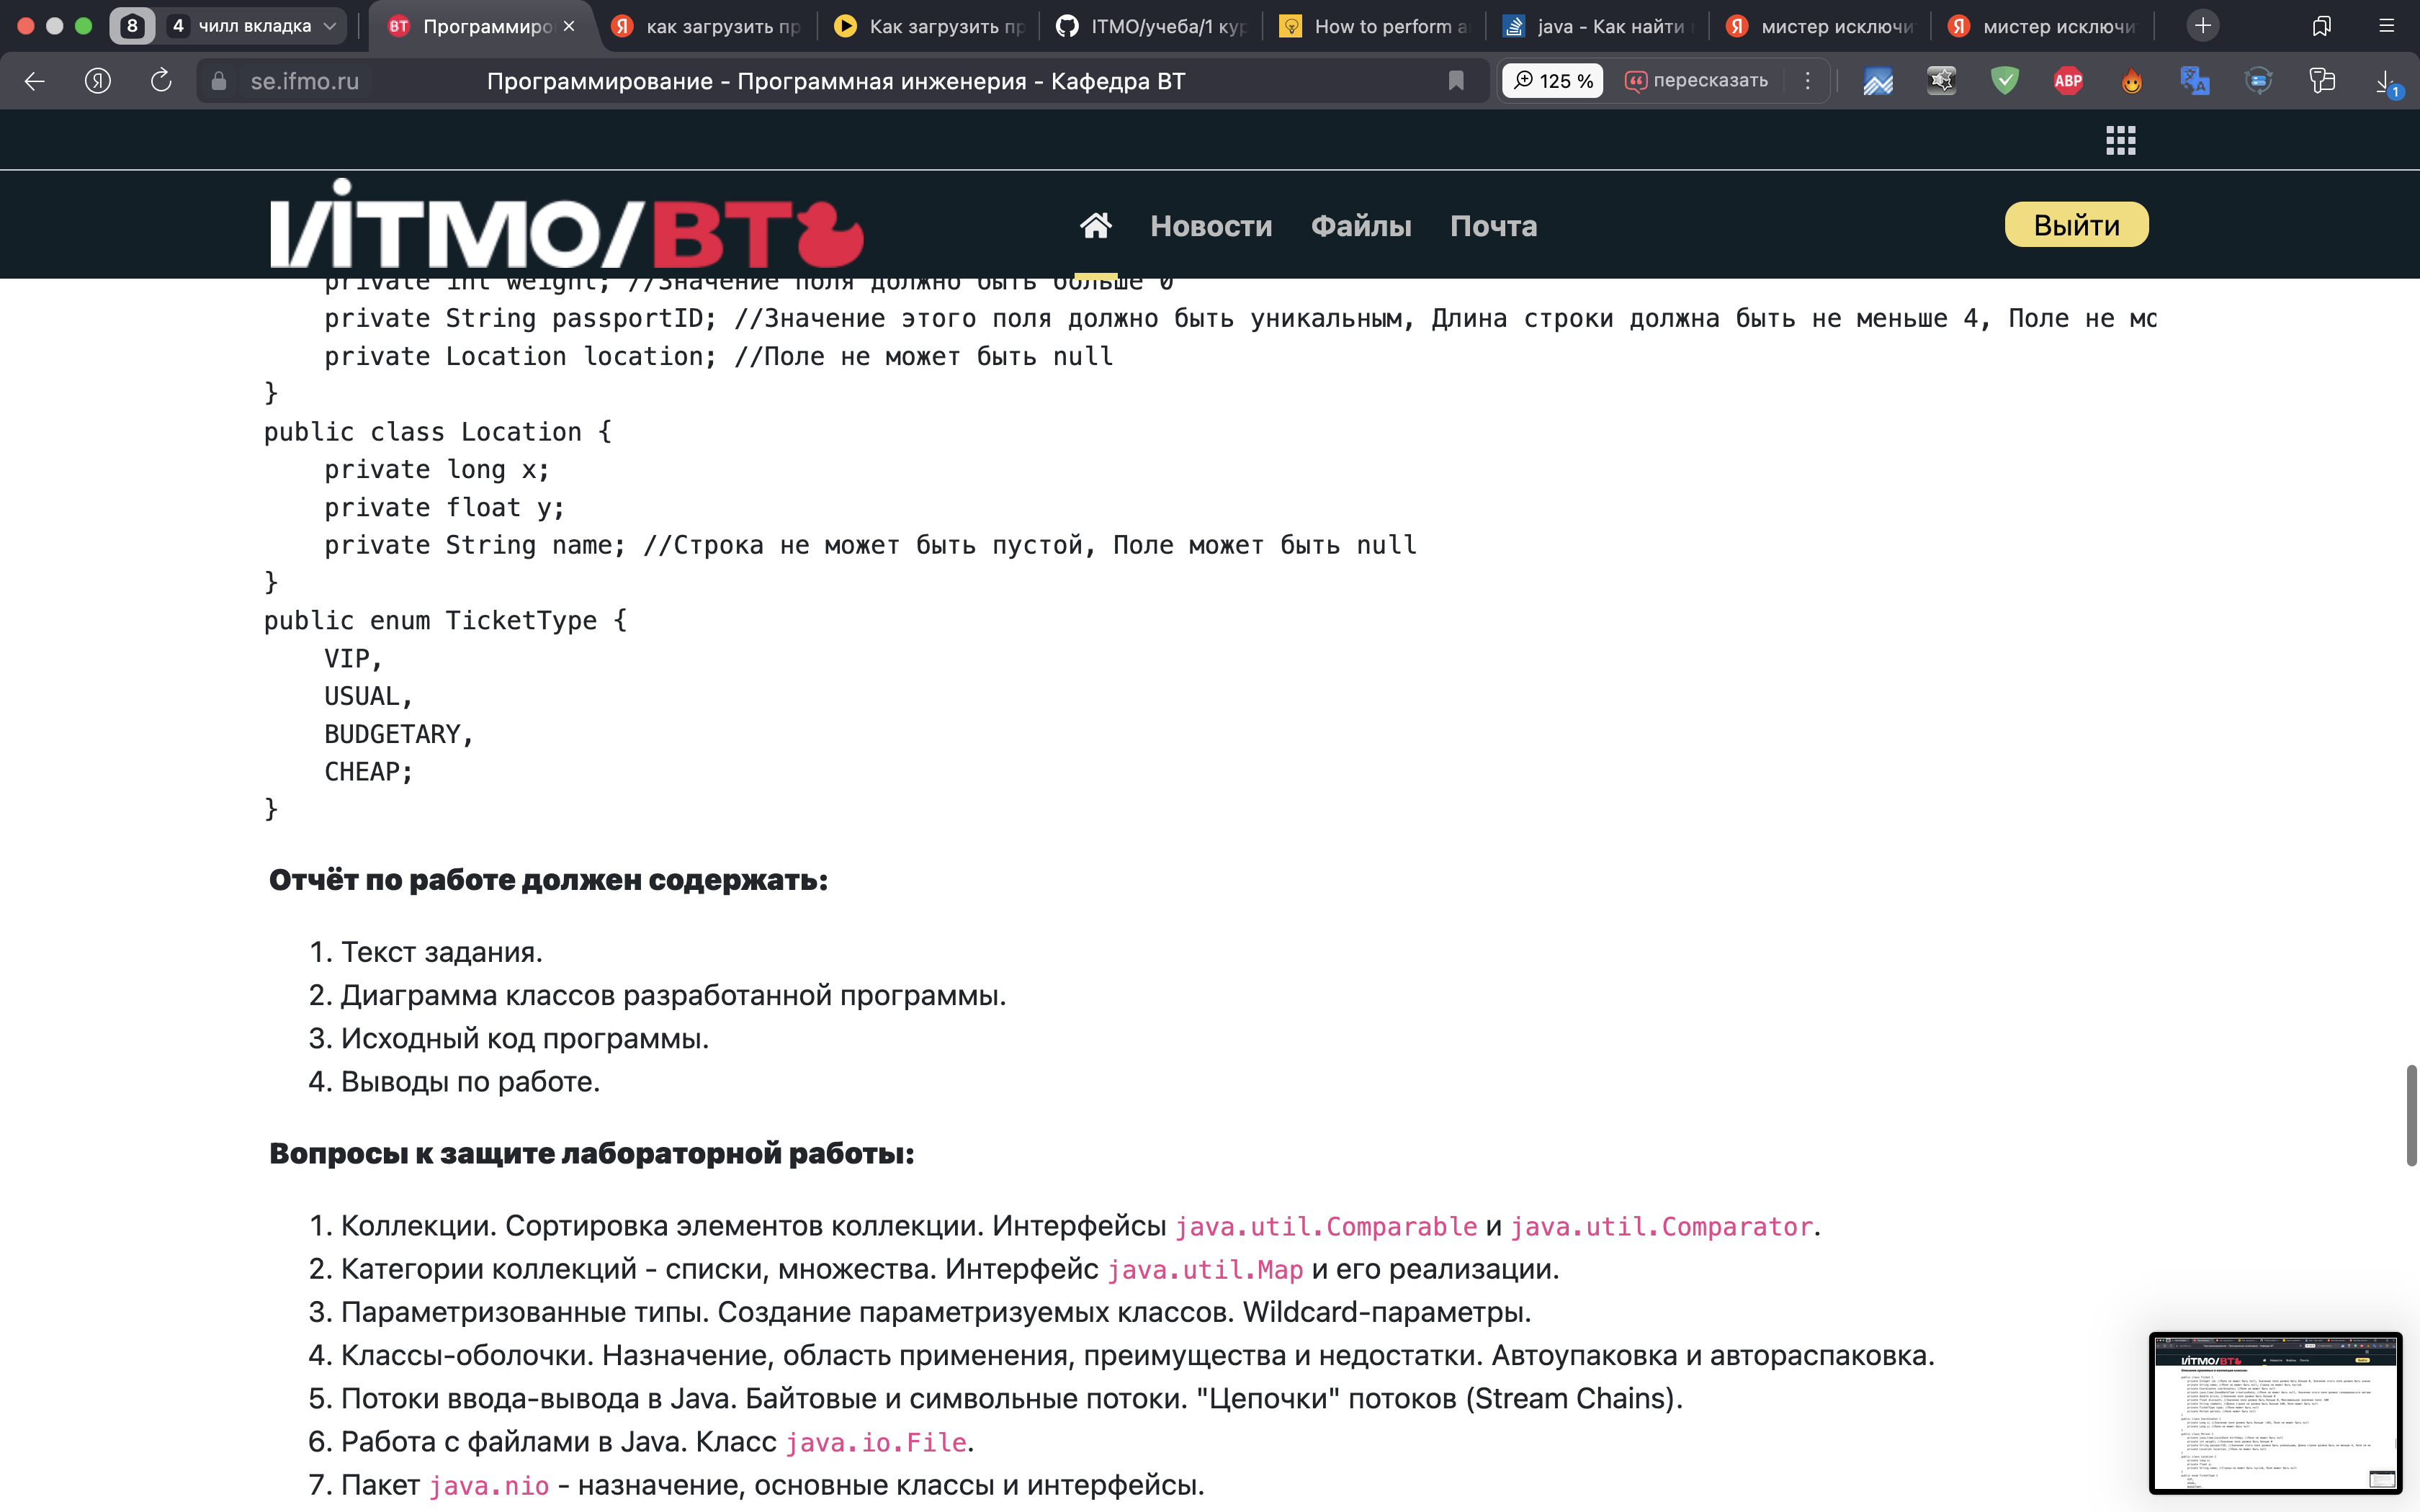 8
4 чилл вкладка
Программиро
как загрузить пр
Как загрузить пр
ITMO/учеба/1 кур
How to perform a
java - Как найти
мистер исключи
мистер исключи
se.ifmo.ru
Программирование - Программная инженерия - Кафедра ВТ
125 %
пересказать
ABP
1
ИТМО/ВТ
Новости
Файлы
Почта
Выйти
private int weight; //Значение поля должно быть больше 0
private String passportID; //Значение этого поля должно быть уникальным, Длина строки должна быть не меньше 4, Поле не мо
private Location location; //Поле не может быть null
}
public class Location {
private long x;
private float y;
private String name; //Строка не может быть пустой, Поле может быть null
}
public enum TicketType {
VIP,
USUAL,
BUDGETARY,
CHEAP;
}
Отчёт по работе должен содержать:
1. Текст задания.
2. Диаграмма классов разработанной программы.
3. Исходный код программы.
4. Выводы по работе.
Вопросы к защите лабораторной работы:
1. Коллекции. Сортировка элементов коллекции. Интерфейсы java.util.Comparable и java.util.Comparator.
2. Категории коллекций - списки, множества. Интерфейс java.util.Map и его реализации.
3. Параметризованные типы. Создание параметризуемых классов. Wildcard-параметры.
4. Классы-оболочки. Назначение, область применения, преимущества и недостатки. Автоупаковка и автораспаковка.
5. Потоки ввода-вывода в Java. Байтовые и символьные потоки. "Цепочки" потоков (Stream Chains).
6. Работа с файлами в Java. Класс java.io.File.
7. Пакет java.nio - назначение, основные классы и интерфейсы.